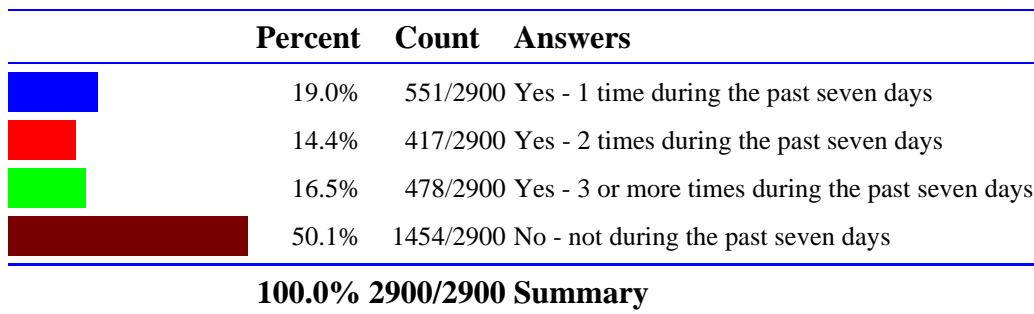 Percent Count Answers
19.0% 551/2900 Yes - 1 time during the past seven days
14.4% 417/2900 Yes - 2 times during the past seven days
16.5% 478/2900 Yes - 3 or more times during the past seven days
50.1% 1454/2900 No - not during the past seven days
100.0% 2900/2900 Summary